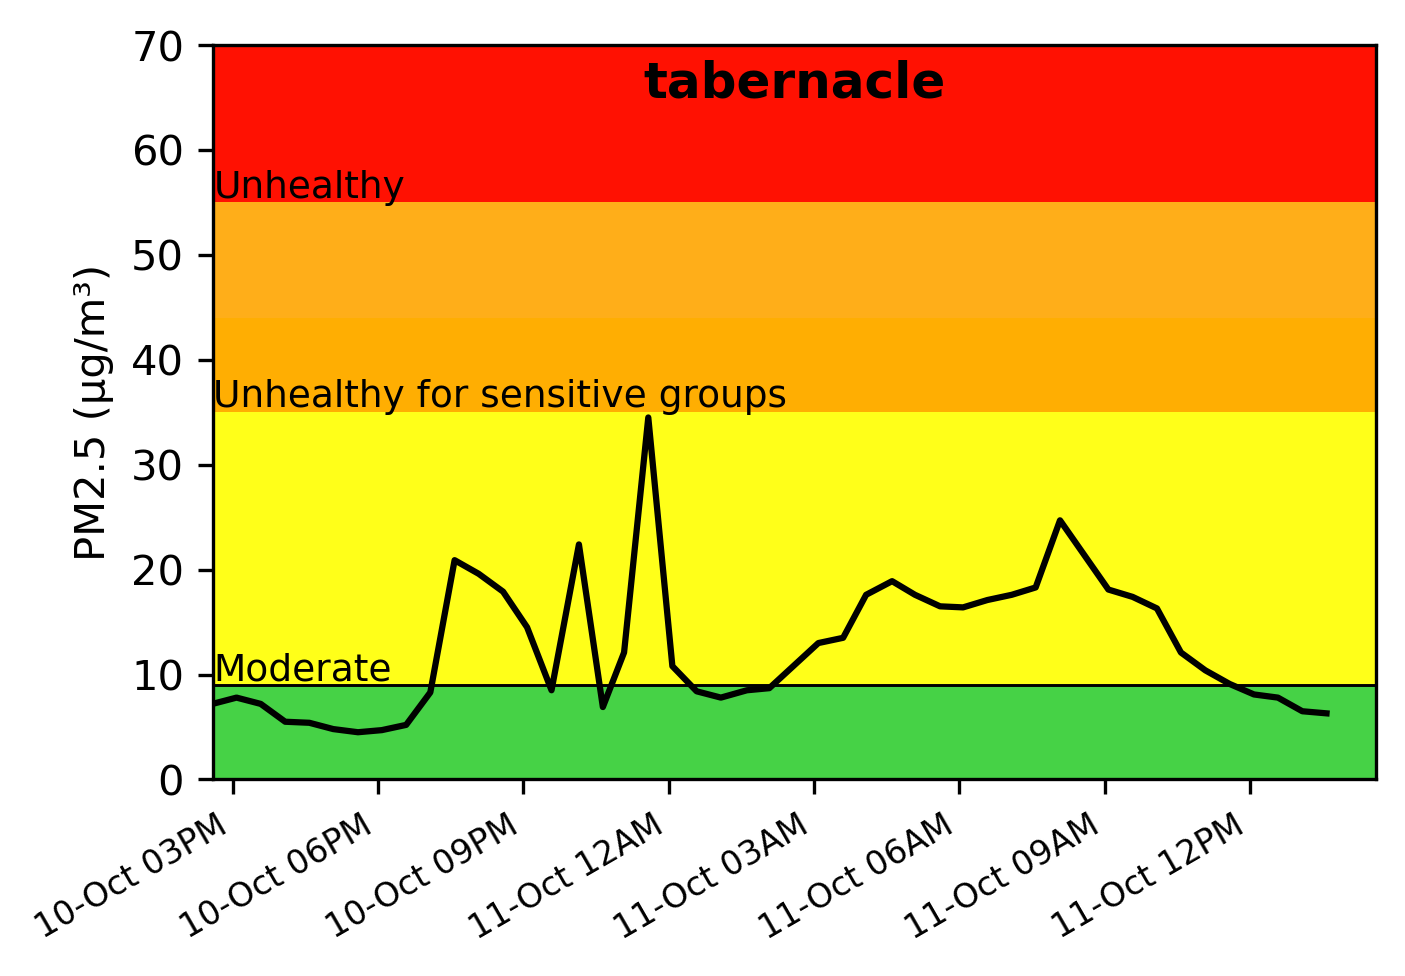 tabernacle
PM2.5 (μg/m³)
70
60
50
40
30
20
10
0
Unhealthy
Unhealthy for sensitive groups
Moderate
10-Oct 03PM
10-Oct 06PM
10-Oct 09PM
11-Oct 12AM
11-Oct 03AM
11-Oct 06AM
11-Oct 09AM
11-Oct 12PM